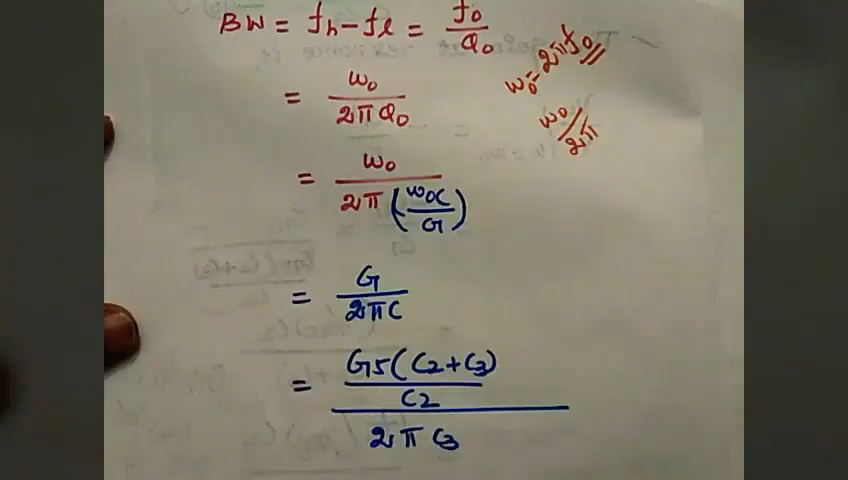 BW = fh - fl = f0/Q0
w0 = 2πf0
= w0/2πQ0
w0/2π
= w0/2π(w0C/G)
= G/2πC
= G5(C2+C3)/C2/2πC3